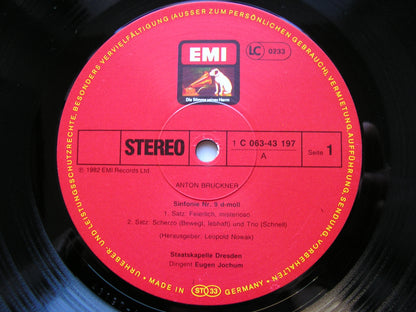 BESONDERS VERVIELFÄLTIGUNG (AUSSER ZUM PERSÖNLICHEN GEBRAUCH), VERMIETUNG, AUFFÜHRUNG, SENDUNG, VORBEHALTEN
URHEBER- UND LEISTUNGSSCHUTZRECHTE,
EMI
LC
0233
Die Stimme seines Herrn
STEREO
1 C 063-43 197
A
Seite 1
℗ 1982 EMI Records Ltd.
ANTON BRUCKNER
Sinfonie Nr. 9 d-moll
1. Satz: Feierlich, misterioso
2. Satz: Scherzo (Bewegt, lebhaft) und Trio (Schnell)
(Herausgeber: Leopold Nowak)
Staatskapelle Dresden
Dirigent Eugen Jochum
MADE IN
ST 33
GERMANY